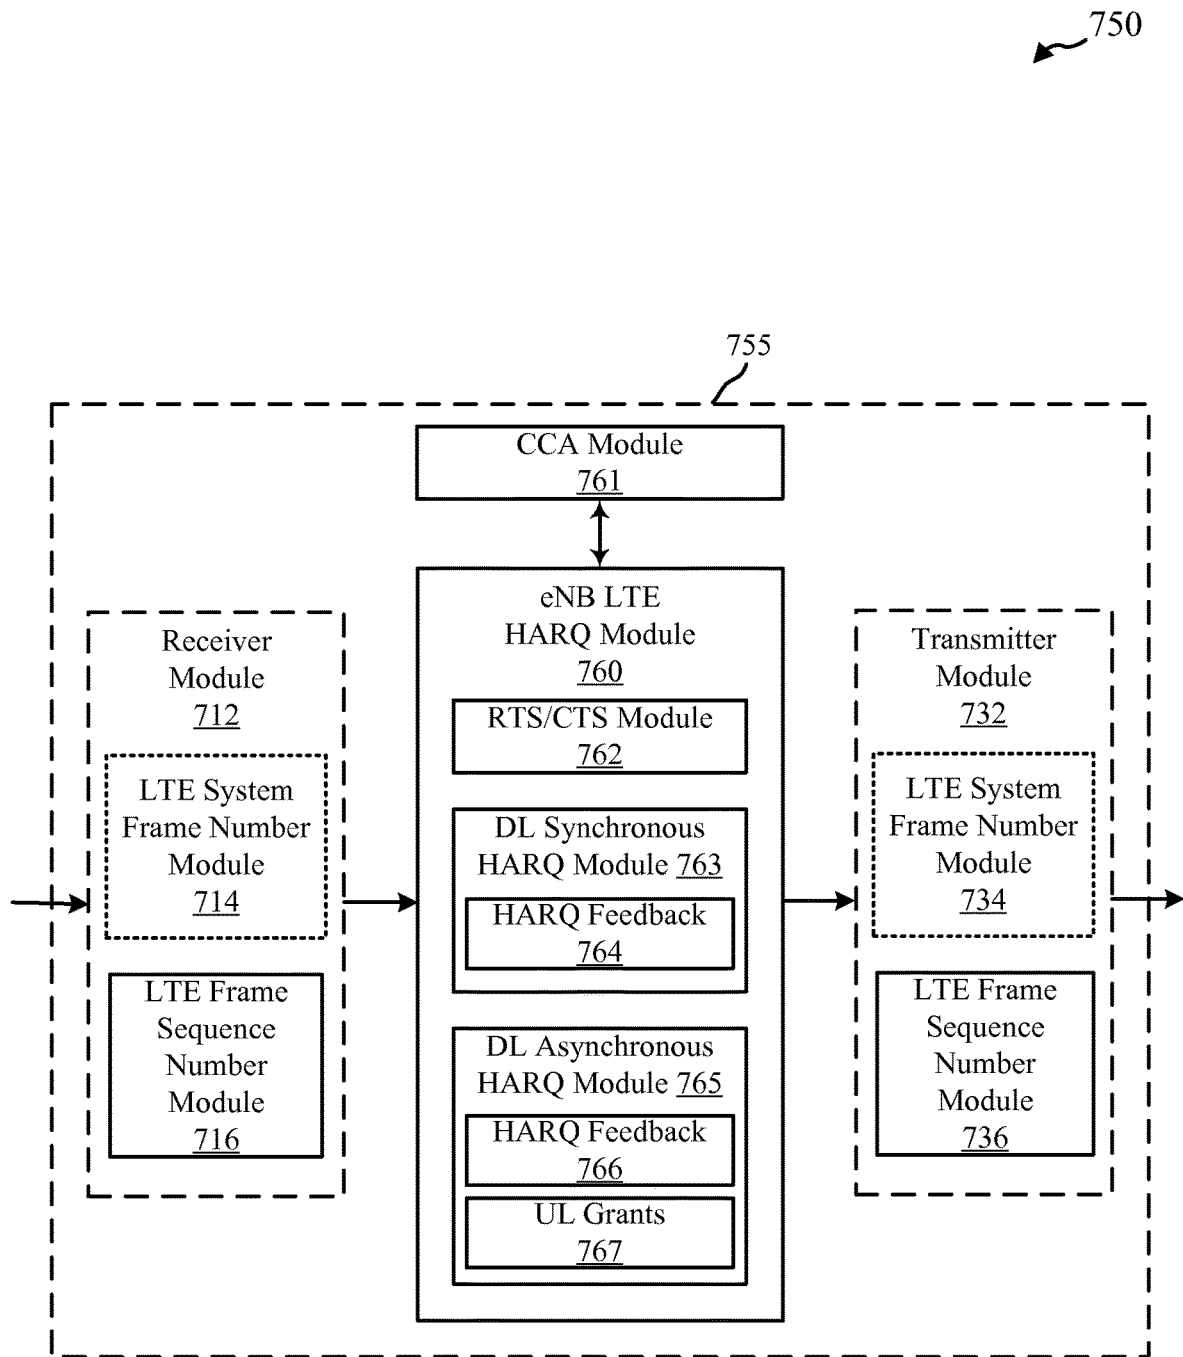 750
755
CCA Module
761
eNB LTE
HARQ Module
760
RTS/CTS Module
762
DL Synchronous
HARQ Module 763
HARQ Feedback
764
DL Asynchronous
HARQ Module 765
HARQ Feedback
766
UL Grants
767
Receiver
Module
712
LTE System
Frame Number
Module
714
LTE Frame
Sequence
Number
Module
716
Transmitter
Module
732
LTE System
Frame Number
Module
734
LTE Frame
Sequence
Number
Module
736